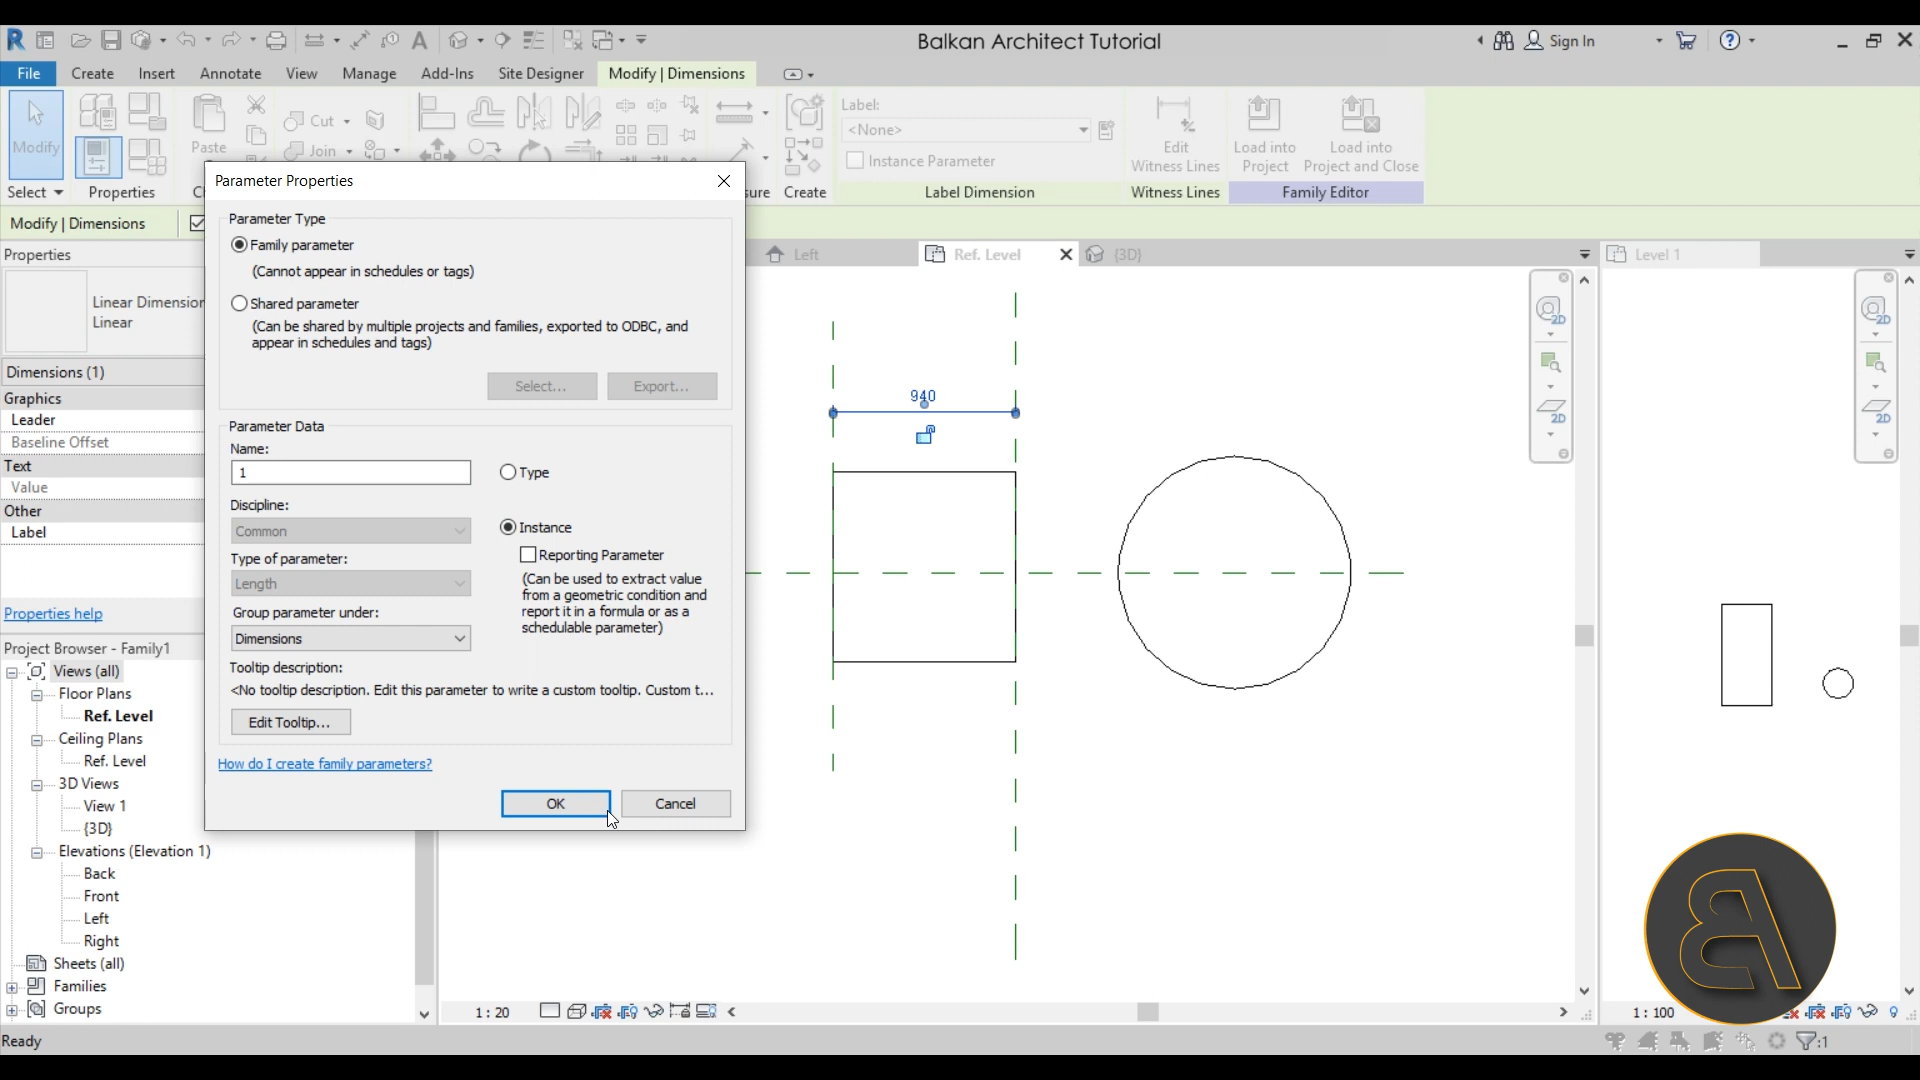 Balkan Architect Tutorial
Sign In
File
Create
Insert
Annotate
View
Manage
Add-Ins
Site Designer
Modify | Dimensions
Modify
Paste
Cut
Join
Label:
<None>
Instance Parameter
Edit
Witness Lines
Load into
Project
Load into
Project and Close
Select
Properties
Create
Label Dimension
Witness Lines
Family Editor
Modify | Dimensions
Properties
Linear Dimension
Linear
Dimensions (1)
Graphics
Leader
Baseline Offset
Text
Value
Other
Label
Properties help
Project Browser - Family1
Views (all)
Floor Plans
Ref. Level
Ceiling Plans
Ref. Level
3D Views
View 1
{3D}
Elevations (Elevation 1)
Back
Front
Left
Right
Sheets (all)
Families
Groups
Ready
Parameter Properties
Parameter Type
Family parameter
(Cannot appear in schedules or tags)
Shared parameter
(Can be shared by multiple projects and families, exported to ODBC, and
appear in schedules and tags)
Select...
Export...
Parameter Data
Name:
1
Type
Discipline:
Common
Instance
Type of parameter:
Reporting Parameter
Length
(Can be used to extract value
from a geometric condition and
report it in a formula or as a
schedulable parameter)
Group parameter under:
Dimensions
Tooltip description:
<No tooltip description. Edit this parameter to write a custom tooltip. Custom t...
Edit Tooltip...
How do I create family parameters?
OK
Cancel
Left
Ref. Level
{3D}
Level 1
940
2D
2D
2D
2D
1 : 20
1 : 100
:1